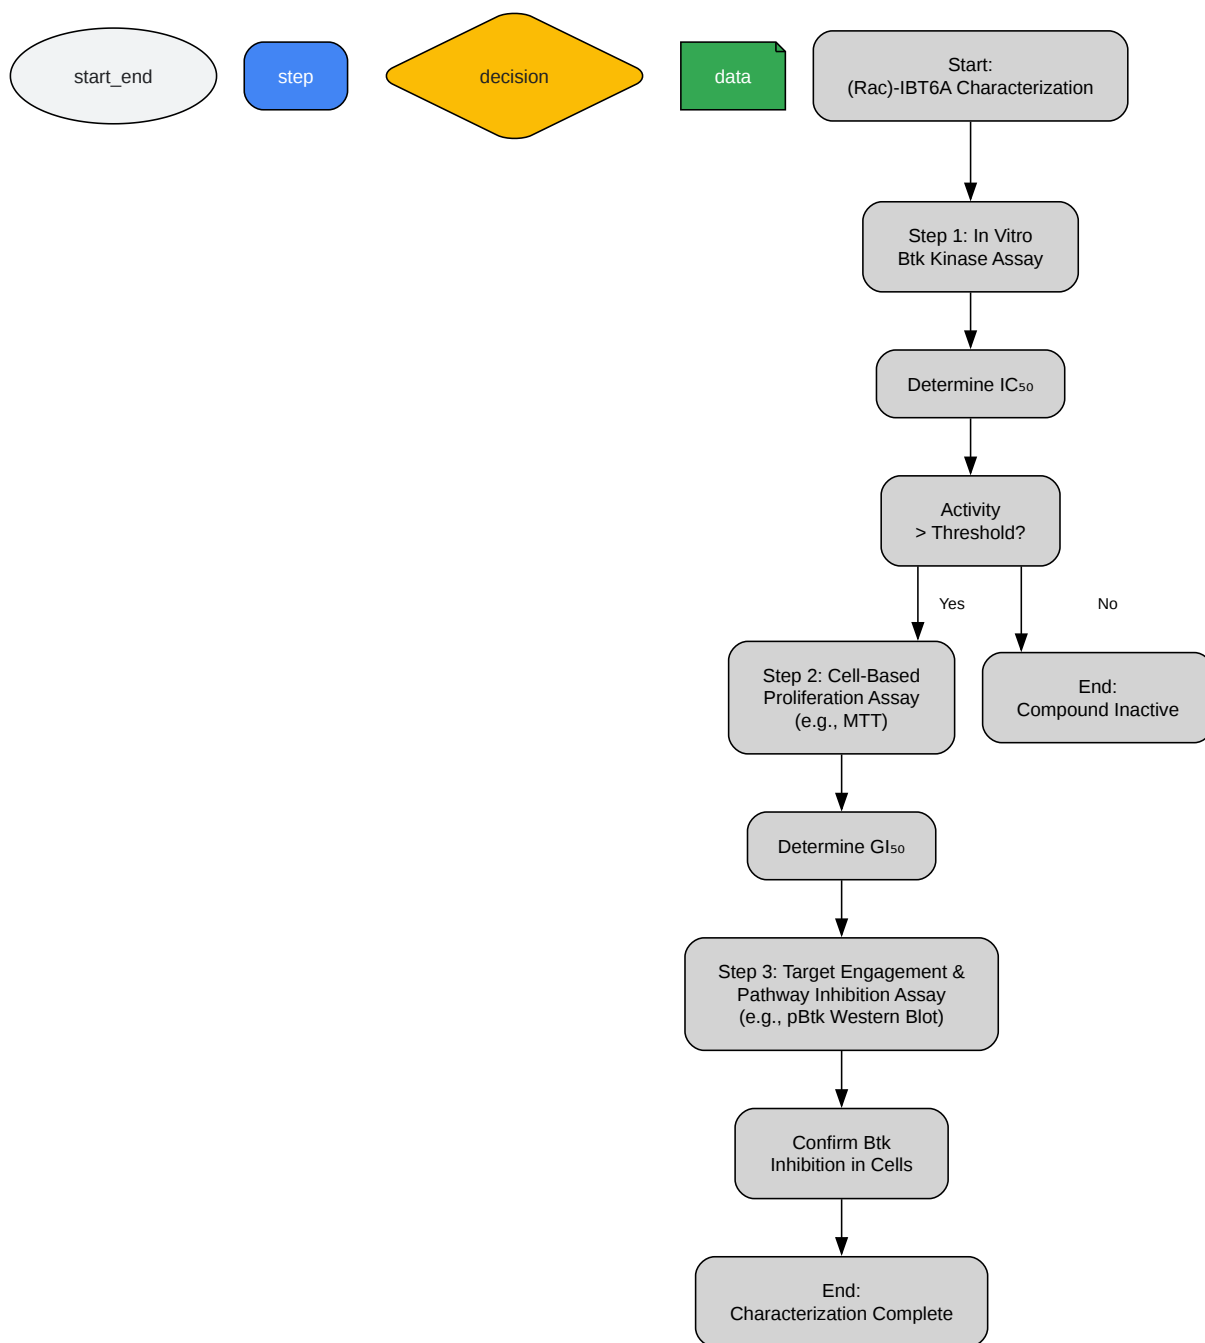 start_end
step
decision
data
Start:
(Rac)-IBT6A Characterization
Step 1: In Vitro
Btk Kinase Assay
Determine IC₅₀
Activity
> Threshold?
Yes
No
Step 2: Cell-Based
Proliferation Assay
(e.g., MTT)
End:
Compound Inactive
Determine GI₅₀
Step 3: Target Engagement &
Pathway Inhibition Assay
(e.g., pBtk Western Blot)
Confirm Btk
Inhibition in Cells
End:
Characterization Complete